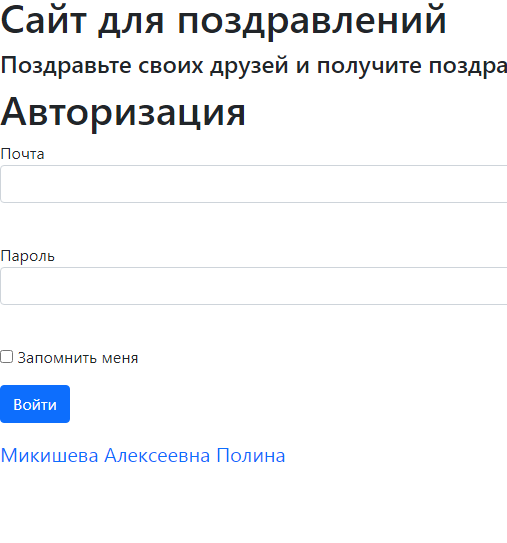 Сайт для поздравлений
Поздравьте своих друзей и получите поздра
Авторизация
Почта
Пароль
Запомнить меня
Войти
Микишева Алексеевна Полина